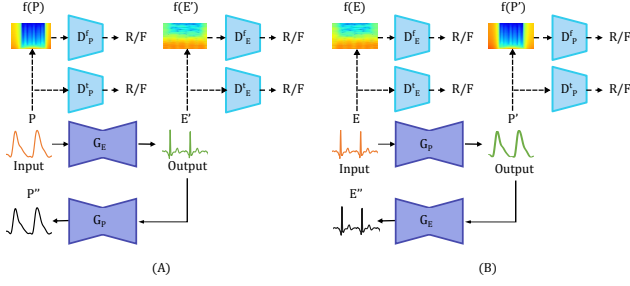 f(P) f(E') f(E) f(P')
D^f_P R/F D^f_E R/F D^f_E R/F D^f_P R/F
D^t_P R/F D^t_E R/F D^t_E R/F D^t_P R/F
P E' E P'
G_E G_P
Input Output Input Output
P'' E''
G_P G_E
(A) (B)